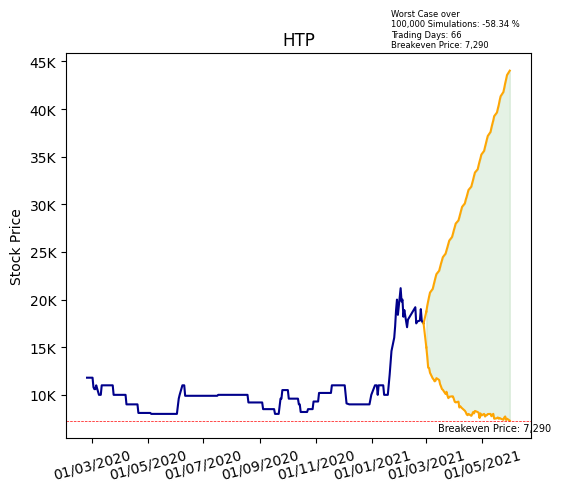 Worst Case over
100,000 Simulations: -58.34 %
Trading Days: 66
Breakeven Price: 7,290
HTP
Stock Price
45K
40K
35K
30K
25K
20K
15K
10K
Breakeven Price: 7,290
01/03/2020
01/05/2020
01/07/2020
01/09/2020
01/11/2020
01/01/2021
01/03/2021
01/05/2021